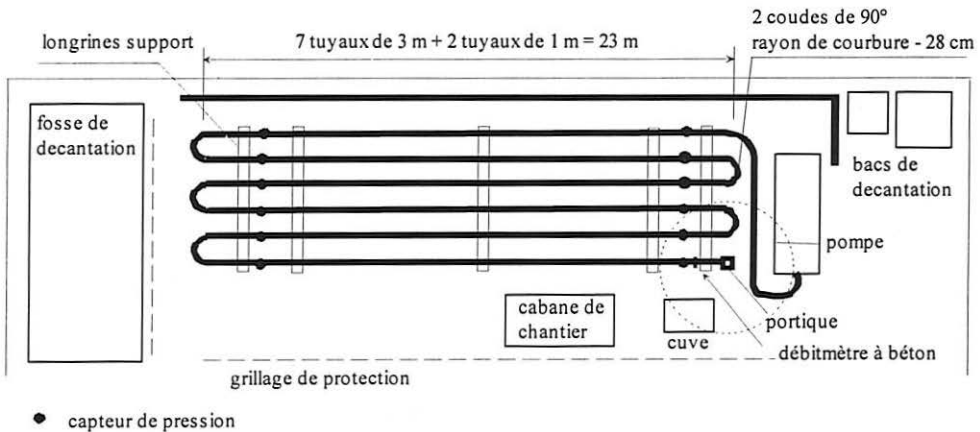 longrines support
7 tuyaux de 3 m + 2 tuyaux de 1 m = 23 m
2 coudes de 90°
rayon de courbure - 28 cm
fosse de
decantation
bacs de
decantation
pompe
cabane de
chantier
cuve
portique
débitmètre à béton
grillage de protection
capteur de pression